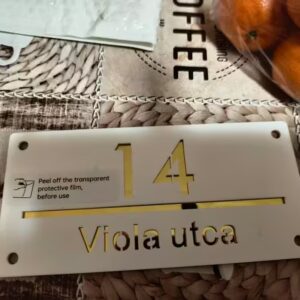 COFFEE
14
Peel off the transparent
protective film,
before use
Viola utca